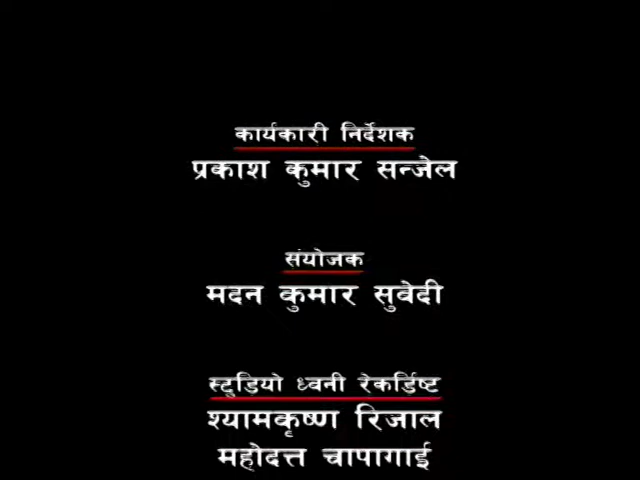 कार्यकारी निर्देशक
प्रकाश कुमार सन्जेल
संयोजक
मदन कुमार सुवेदी
स्टुडियो ध्वनी रेकर्डिष्ट
श्यामकृष्ण रिजाल
महोदत्त चापागाई